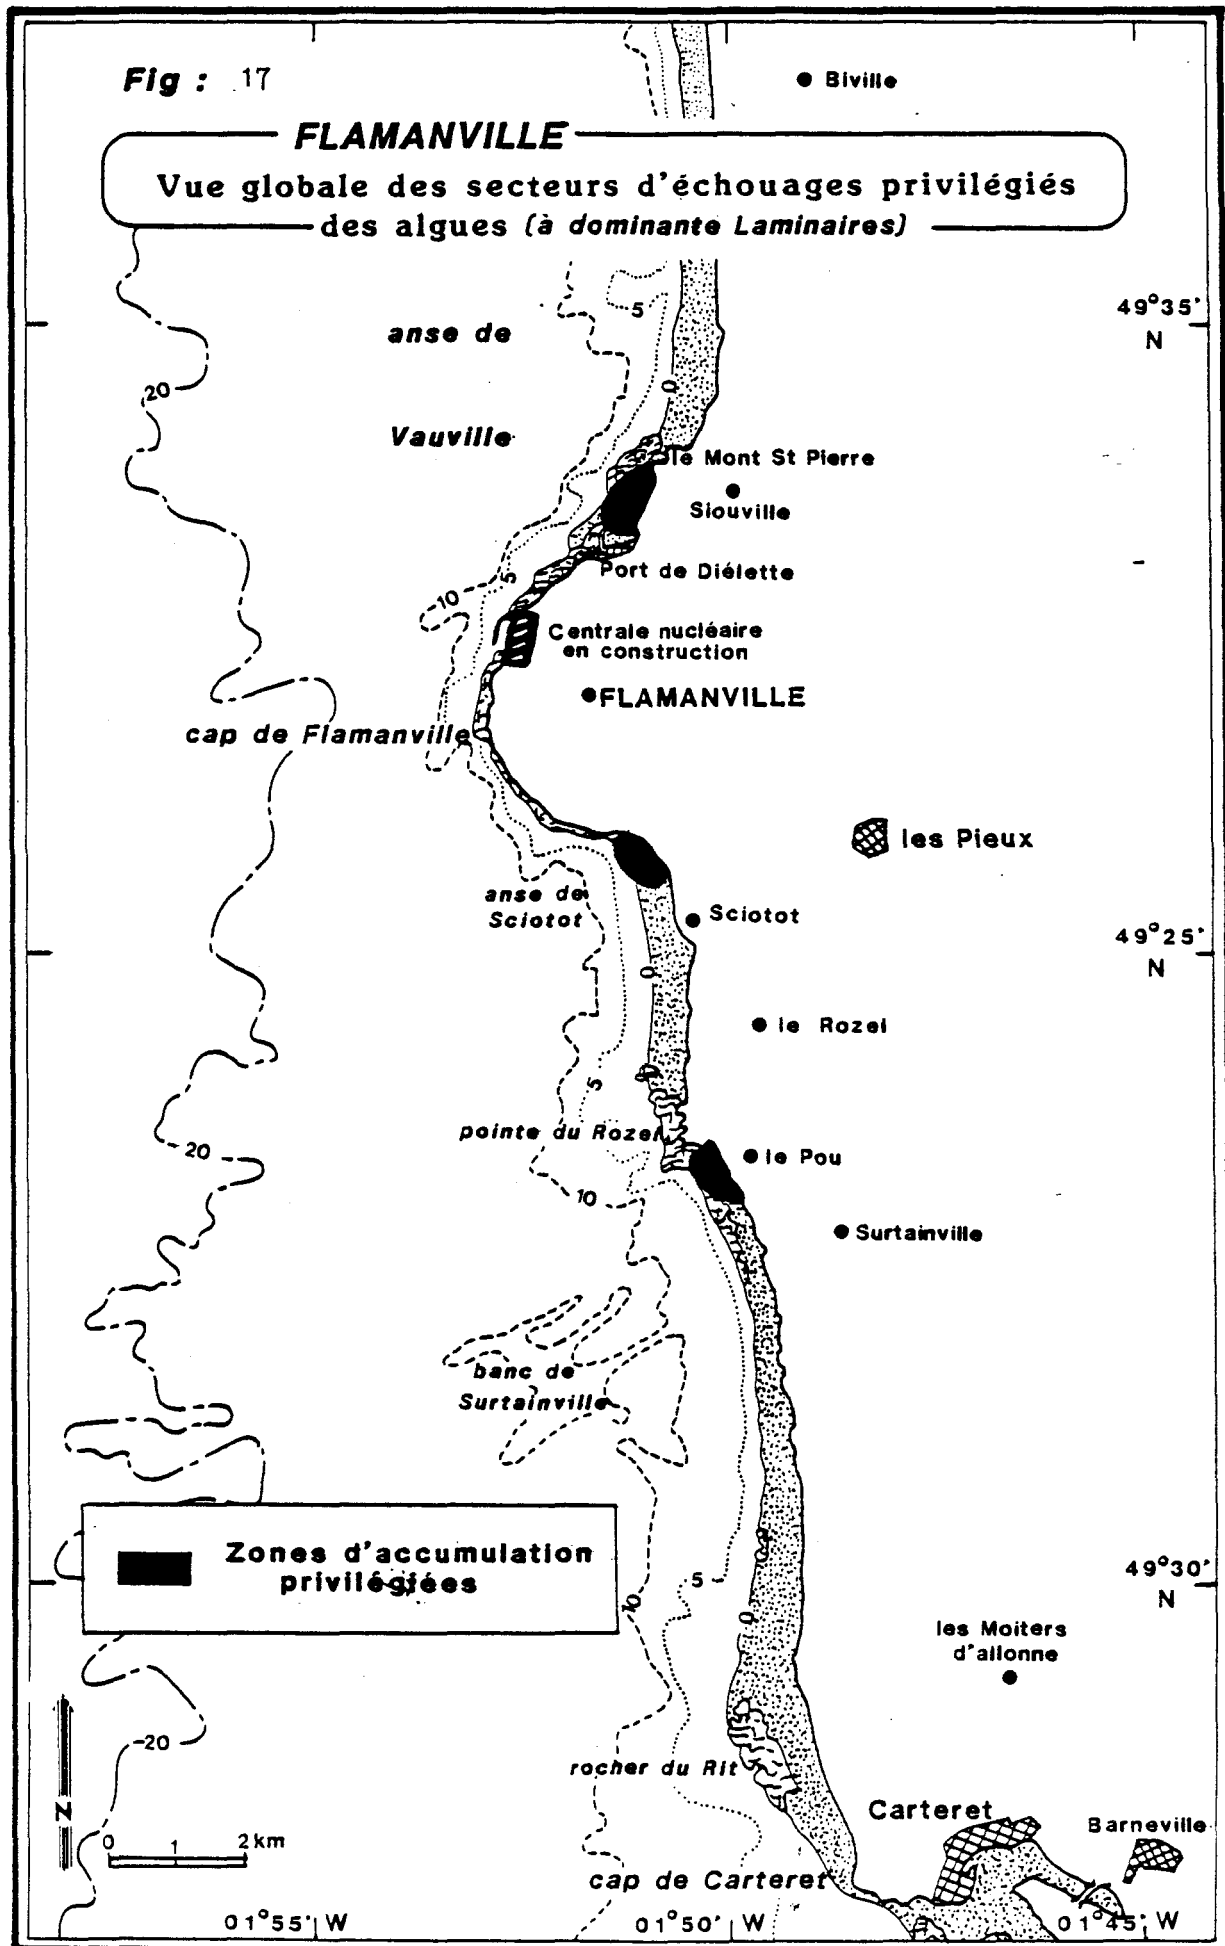 Fig : 17
Biville
FLAMANVILLE
Vue globale des secteurs d'échouages privilégiés
des algues (à dominante Laminaires)
5
49°35'
N
anse de
20
0
Vauville
le Mont St Pierre
Siouville
Port de Diélette
5
10
Centrale nucléaire
en construction
FLAMANVILLE
cap de Flamanville
les Pieux
anse de
Sciotot
Sciotot
49°25'
N
0
le Rozel
5
pointe du Rozel
20
le Pou
10
Surtainville
banc de
Surtainville
Zones d'accumulation
privilégiées
5
49°30'
N
10
0
les Moiters
d'allonne
20
rocher du Rit
N
Carteret
Barneville
0 1 2 km
cap de Carteret
01°55' W
01°50' W
01°45' W